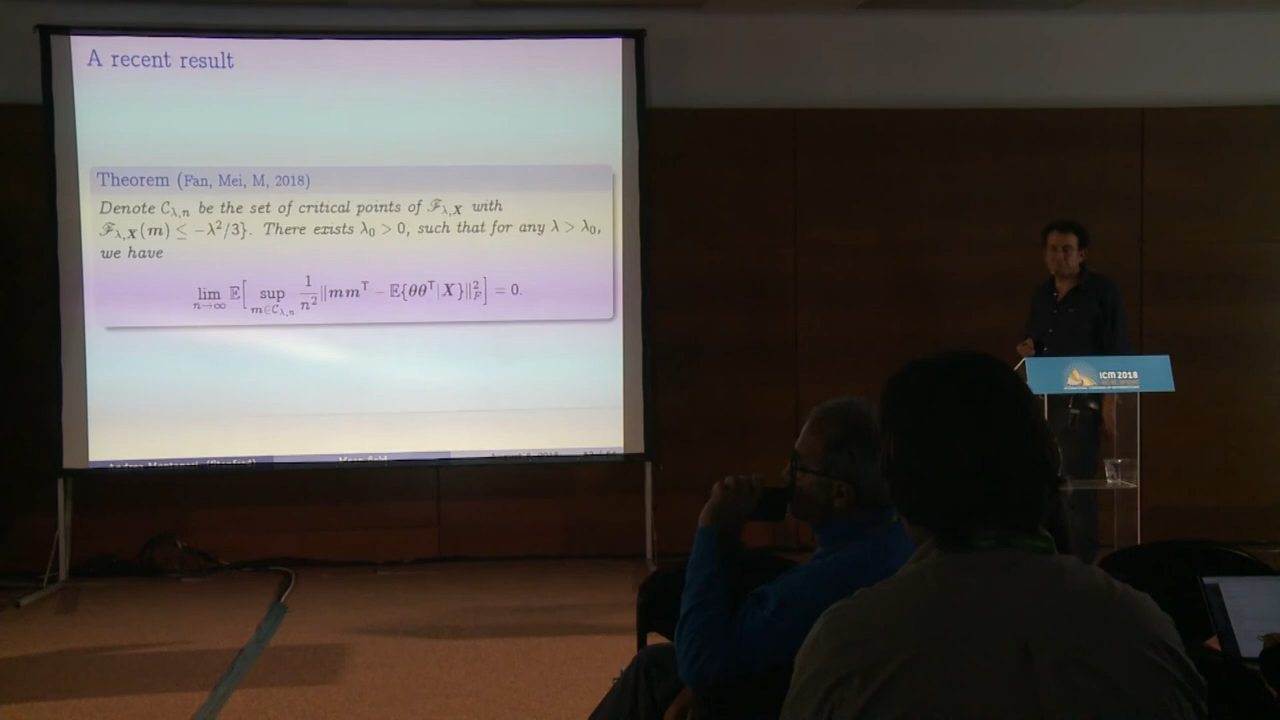 A recent result
Theorem (Fan, Mei, M, 2018)
Denote C_{λ,n} be the set of critical points of ℱ_{λ,X} with
ℱ_{λ,X}(m) ≤ −λ²/3}. There exists λ₀ > 0, such that for any λ > λ₀,
we have
lim_{n→∞} 𝔼[ sup_{m∈C_{λ,n}} 1/n² ‖mm^⊤ − 𝔼{θθ^⊤|X}‖²_F ] = 0.
ICM 2018